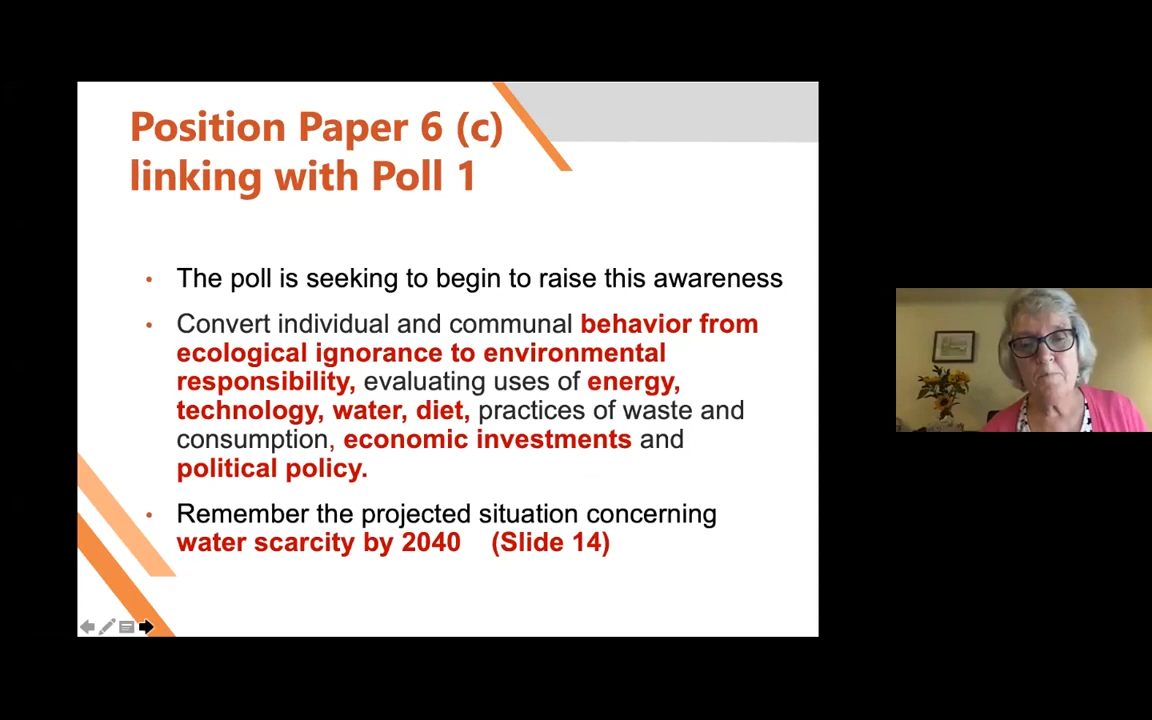 Position Paper 6 (c)
linking with Poll 1
• The poll is seeking to begin to raise this awareness
• Convert individual and communal behavior from
ecological ignorance to environmental
responsibility, evaluating uses of energy,
technology, water, diet, practices of waste and
consumption, economic investments and
political policy.
• Remember the projected situation concerning
water scarcity by 2040 (Slide 14)